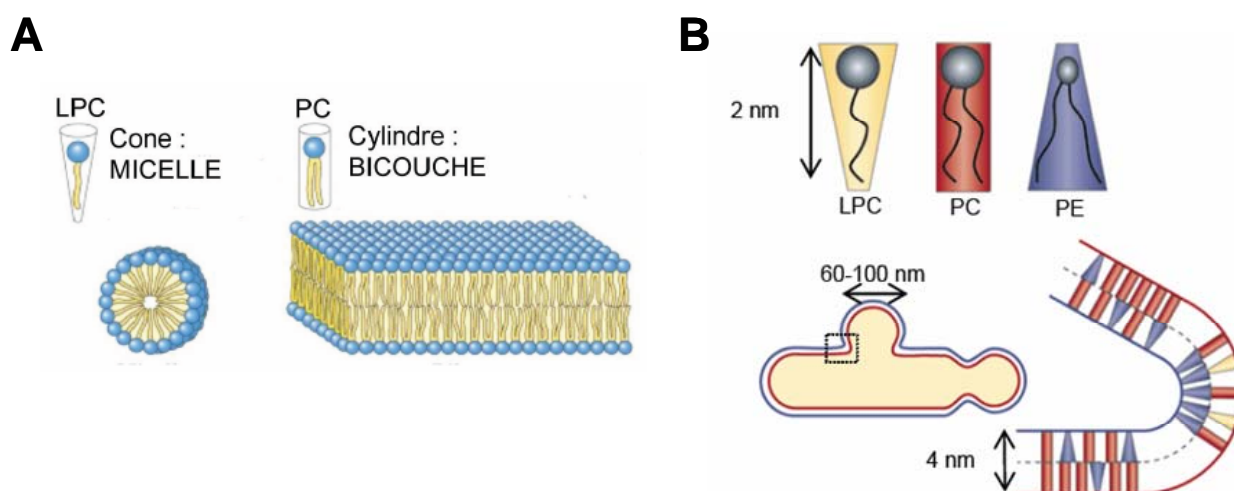 A
LPC
Cone :
MICELLE
PC
Cylindre :
BICOUCHE
B
2 nm
LPC
PC
PE
60-100 nm
4 nm